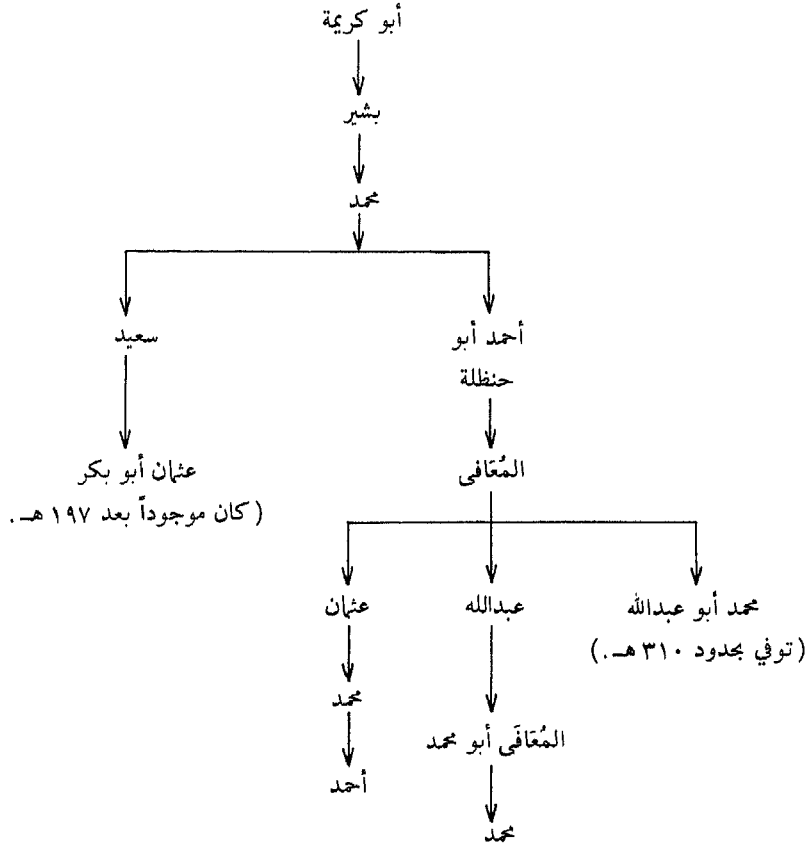 أبو كريمة
بشير
محمد
أحمد أبو
حنظلة
سعيد
المُعَافى
عثمان أبو بكر
(كان موجوداً بعد ١٩٧ هـ.
محمد أبو عبدالله
(توفي بحدود ٣١٠ هـ.)
عبدالله
عثمان
محمد
المُعَافَى أبو محمد
أحمد
محمد